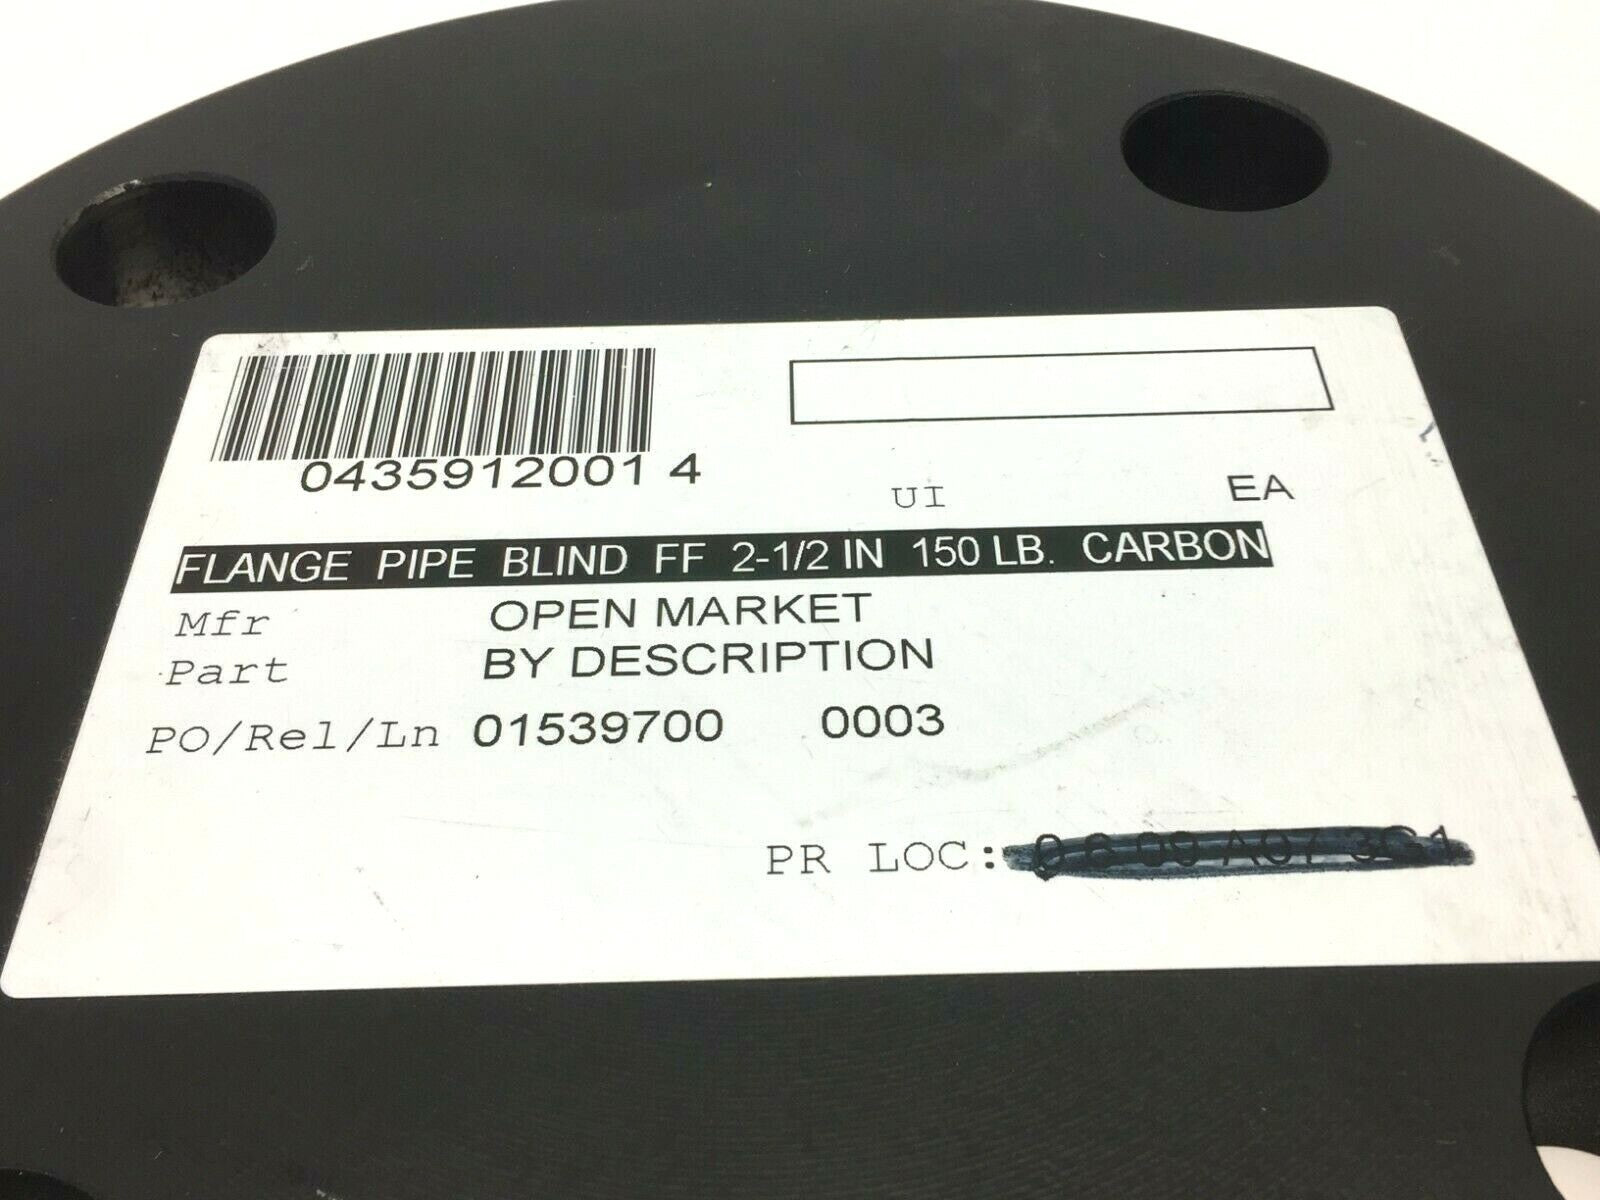 0435912001 4
UI EA
FLANGE PIPE BLIND FF 2-1/2 IN 150 LB. CARBON
Mfr OPEN MARKET
Part BY DESCRIPTION
PO/Rel/Ln 01539700 0003
PR LOC: A07